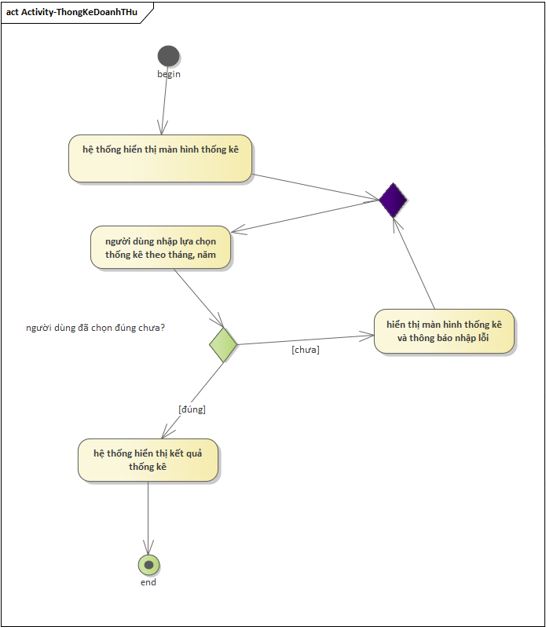 act Activity-ThongKeDoanhTHu
begin
hệ thống hiển thị màn hình thống kê
người dùng nhập lựa chọn
thống kê theo tháng, năm
người dùng đã chọn đúng chưa?
[chưa]
hiển thị màn hình thống kê
và thông báo nhập lỗi
[đúng]
hệ thống hiển thị kết quả
thống kê
end